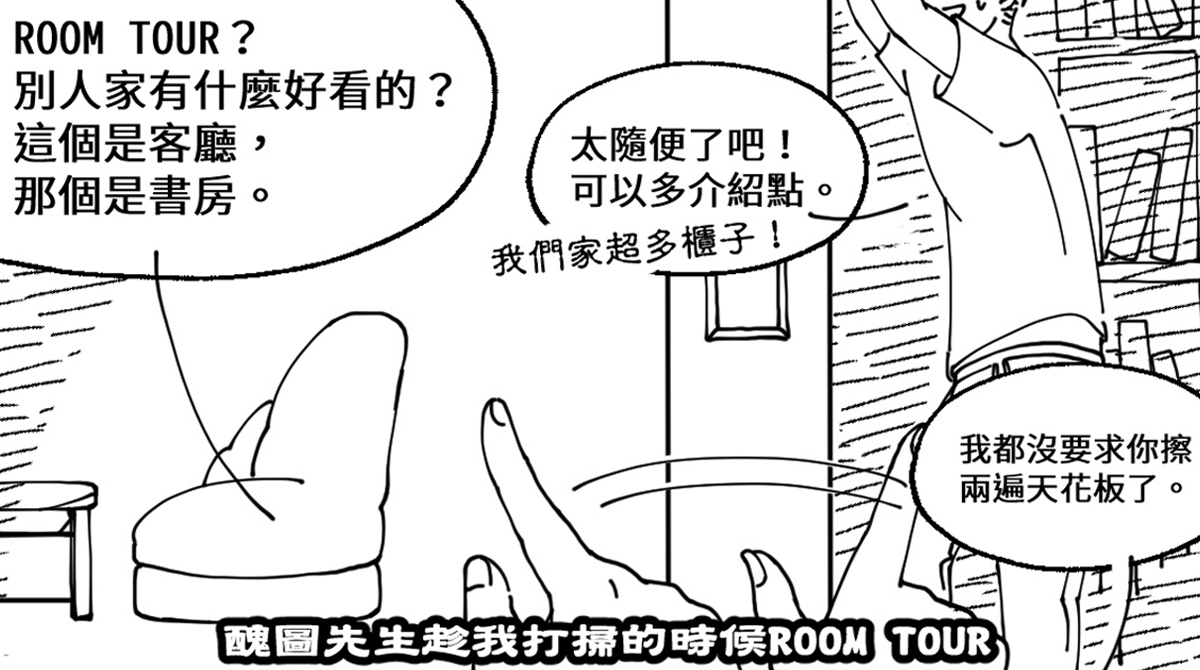 ROOM TOUR？
別人家有什麼好看的？
這個是客廳，
那個是書房。
太隨便了吧！
可以多介紹點。
我們家超多櫃子！
我都沒要求你擦
兩遍天花板了。
醜圖先生趁我打掃的時候ROOM TOUR